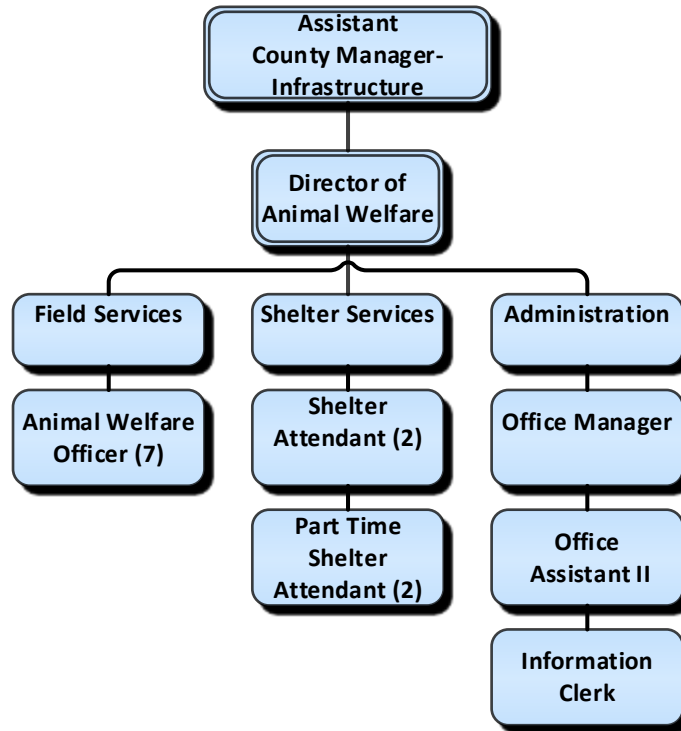 Assistant
County Manager-
Infrastructure
Director of
Animal Welfare
Field Services
Shelter Services
Administration
Animal Welfare
Officer (7)
Shelter
Attendant (2)
Office Manager
Part Time
Shelter
Attendant (2)
Office
Assistant II
Information
Clerk